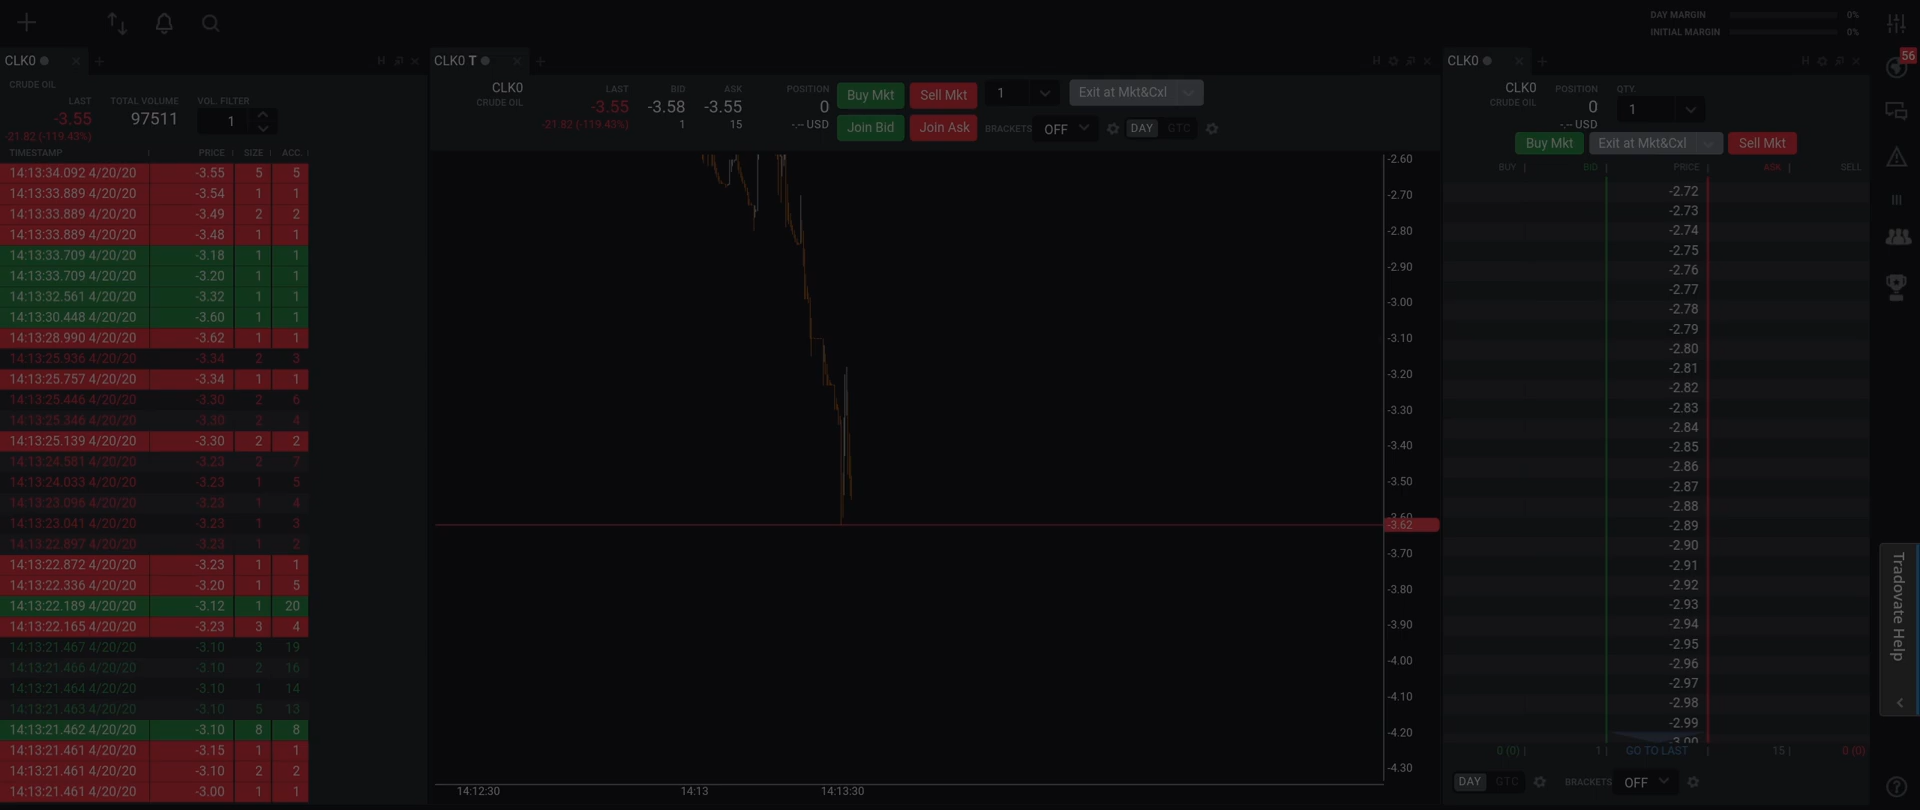 DAY MARGIN 0%
INITIAL MARGIN 0%
56
CLK0
CRUDE OIL
LAST TOTAL VOLUME VOL. FILTER
-3.55 97511 1
-21.82 (-119.43%)
TIMESTAMP PRICE SIZE ACC.
14:13:34.092 4/20/20 -3.55 5 5
14:13:33.889 4/20/20 -3.54 1 1
14:13:33.889 4/20/20 -3.49 2 2
14:13:33.889 4/20/20 -3.48 1 1
14:13:33.709 4/20/20 -3.18 1 1
14:13:33.709 4/20/20 -3.20 1 1
14:13:32.561 4/20/20 -3.32 1 1
14:13:30.448 4/20/20 -3.60 1 1
14:13:28.990 4/20/20 -3.62 1 1
14:13:25.936 4/20/20 -3.34 2 3
14:13:25.757 4/20/20 -3.34 1 1
14:13:25.446 4/20/20 -3.30 2 6
14:13:25.346 4/20/20 -3.30 2 4
14:13:25.139 4/20/20 -3.30 2 2
14:13:24.581 4/20/20 -3.23 2 7
14:13:24.033 4/20/20 -3.23 1 5
14:13:23.096 4/20/20 -3.23 1 4
14:13:23.041 4/20/20 -3.23 1 3
14:13:22.897 4/20/20 -3.23 1 2
14:13:22.872 4/20/20 -3.23 1 1
14:13:22.336 4/20/20 -3.20 1 5
14:13:22.189 4/20/20 -3.12 1 20
14:13:22.165 4/20/20 -3.23 3 4
14:13:21.467 4/20/20 -3.10 3 19
14:13:21.466 4/20/20 -3.10 2 16
14:13:21.464 4/20/20 -3.10 1 14
14:13:21.463 4/20/20 -3.10 5 13
14:13:21.462 4/20/20 -3.10 8 8
14:13:21.461 4/20/20 -3.15 1 1
14:13:21.461 4/20/20 -3.10 2 2
14:13:21.461 4/20/20 -3.00 1 1
H
CLK0 T
H
CLK0
CRUDE OIL
LAST BID ASK POSITION
-3.55 -3.58 -3.55 0
-21.82 (-119.43%) 1 15 -.-- USD
Buy Mkt Sell Mkt 1 Exit at Mkt&Cxl
Join Bid Join Ask BRACKETS OFF DAY GTC
-2.60
-2.70
-2.80
-2.90
-3.00
-3.10
-3.20
-3.30
-3.40
-3.50
-3.60
-3.62
-3.70
-3.80
-3.90
-4.00
-4.10
-4.20
-4.30
14:12:30 14:13 14:13:30
CLK0
H
CLK0 POSITION QTY.
CRUDE OIL 0 1
-.-- USD
Buy Mkt Exit at Mkt&Cxl Sell Mkt
BUY BID PRICE ASK SELL
-2.72
-2.73
-2.74
-2.75
-2.76
-2.77
-2.78
-2.79
-2.80
-2.81
-2.82
-2.83
-2.84
-2.85
-2.86
-2.87
-2.88
-2.89
-2.90
-2.91
-2.92
-2.93
-2.94
-2.95
-2.96
-2.97
-2.98
-2.99
-3.00
0 (0) 1 GO TO LAST 15 0 (0)
DAY GTC BRACKETS OFF
Tradovate Help